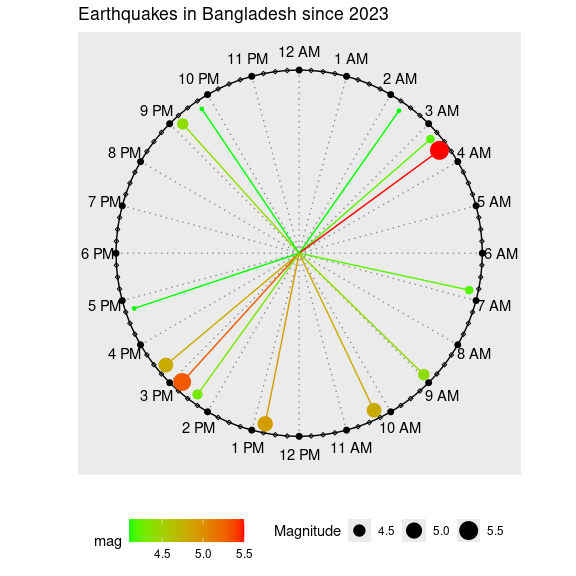 Earthquakes in Bangladesh since 2023
12 AM
11 PM
1 AM
10 PM
2 AM
9 PM
3 AM
8 PM
4 AM
7 PM
5 AM
6 PM
6 AM
5 PM
7 AM
4 PM
8 AM
3 PM
9 AM
2 PM
10 AM
1 PM
11 AM
12 PM
mag
4.5 5.0 5.5
Magnitude 4.5 5.0 5.5